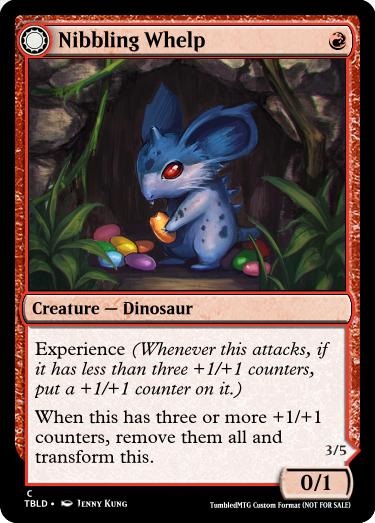 Nibbling Whelp
Creature — Dinosaur
Experience (Whenever this attacks, if
it has less than three +1/+1 counters,
put a +1/+1 counter on it.)
When this has three or more +1/+1
counters, remove them all and
transform this.
3/5
0/1
C
TBLD • Jenny Kung
TumbledMTG Custom Format (NOT FOR SALE)